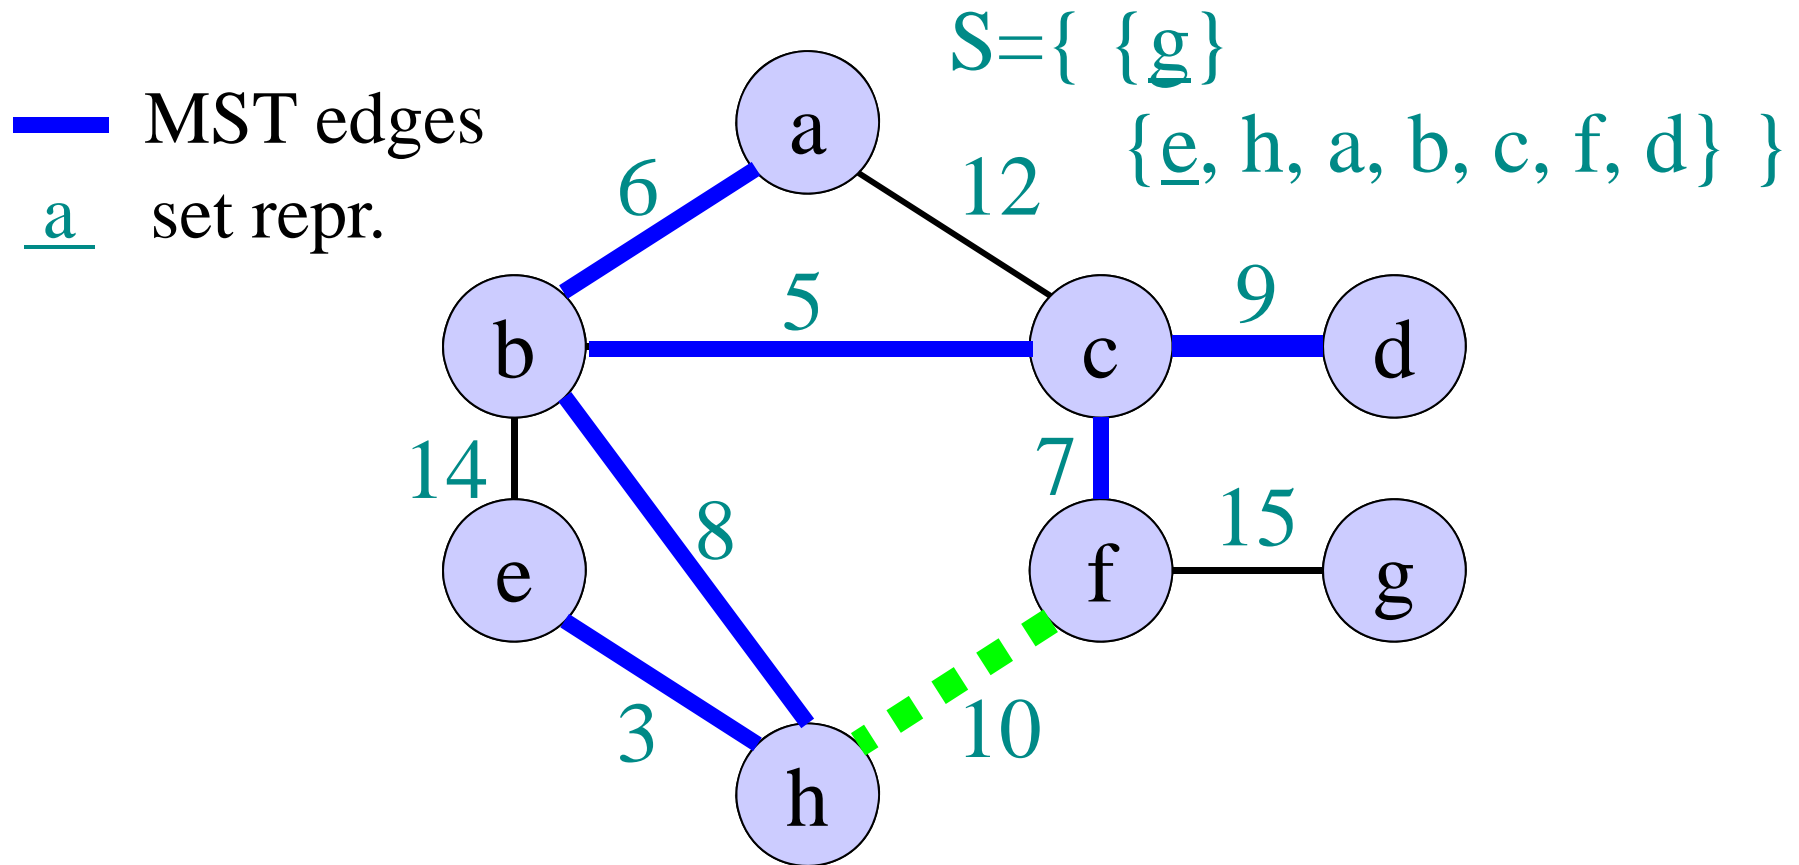 S={ {g}
{e, h, a, b, c, f, d} }
MST edges
a set repr.
a
6
12
5
9
b
c
d
14
7
8
15
e
f
g
3
10
h